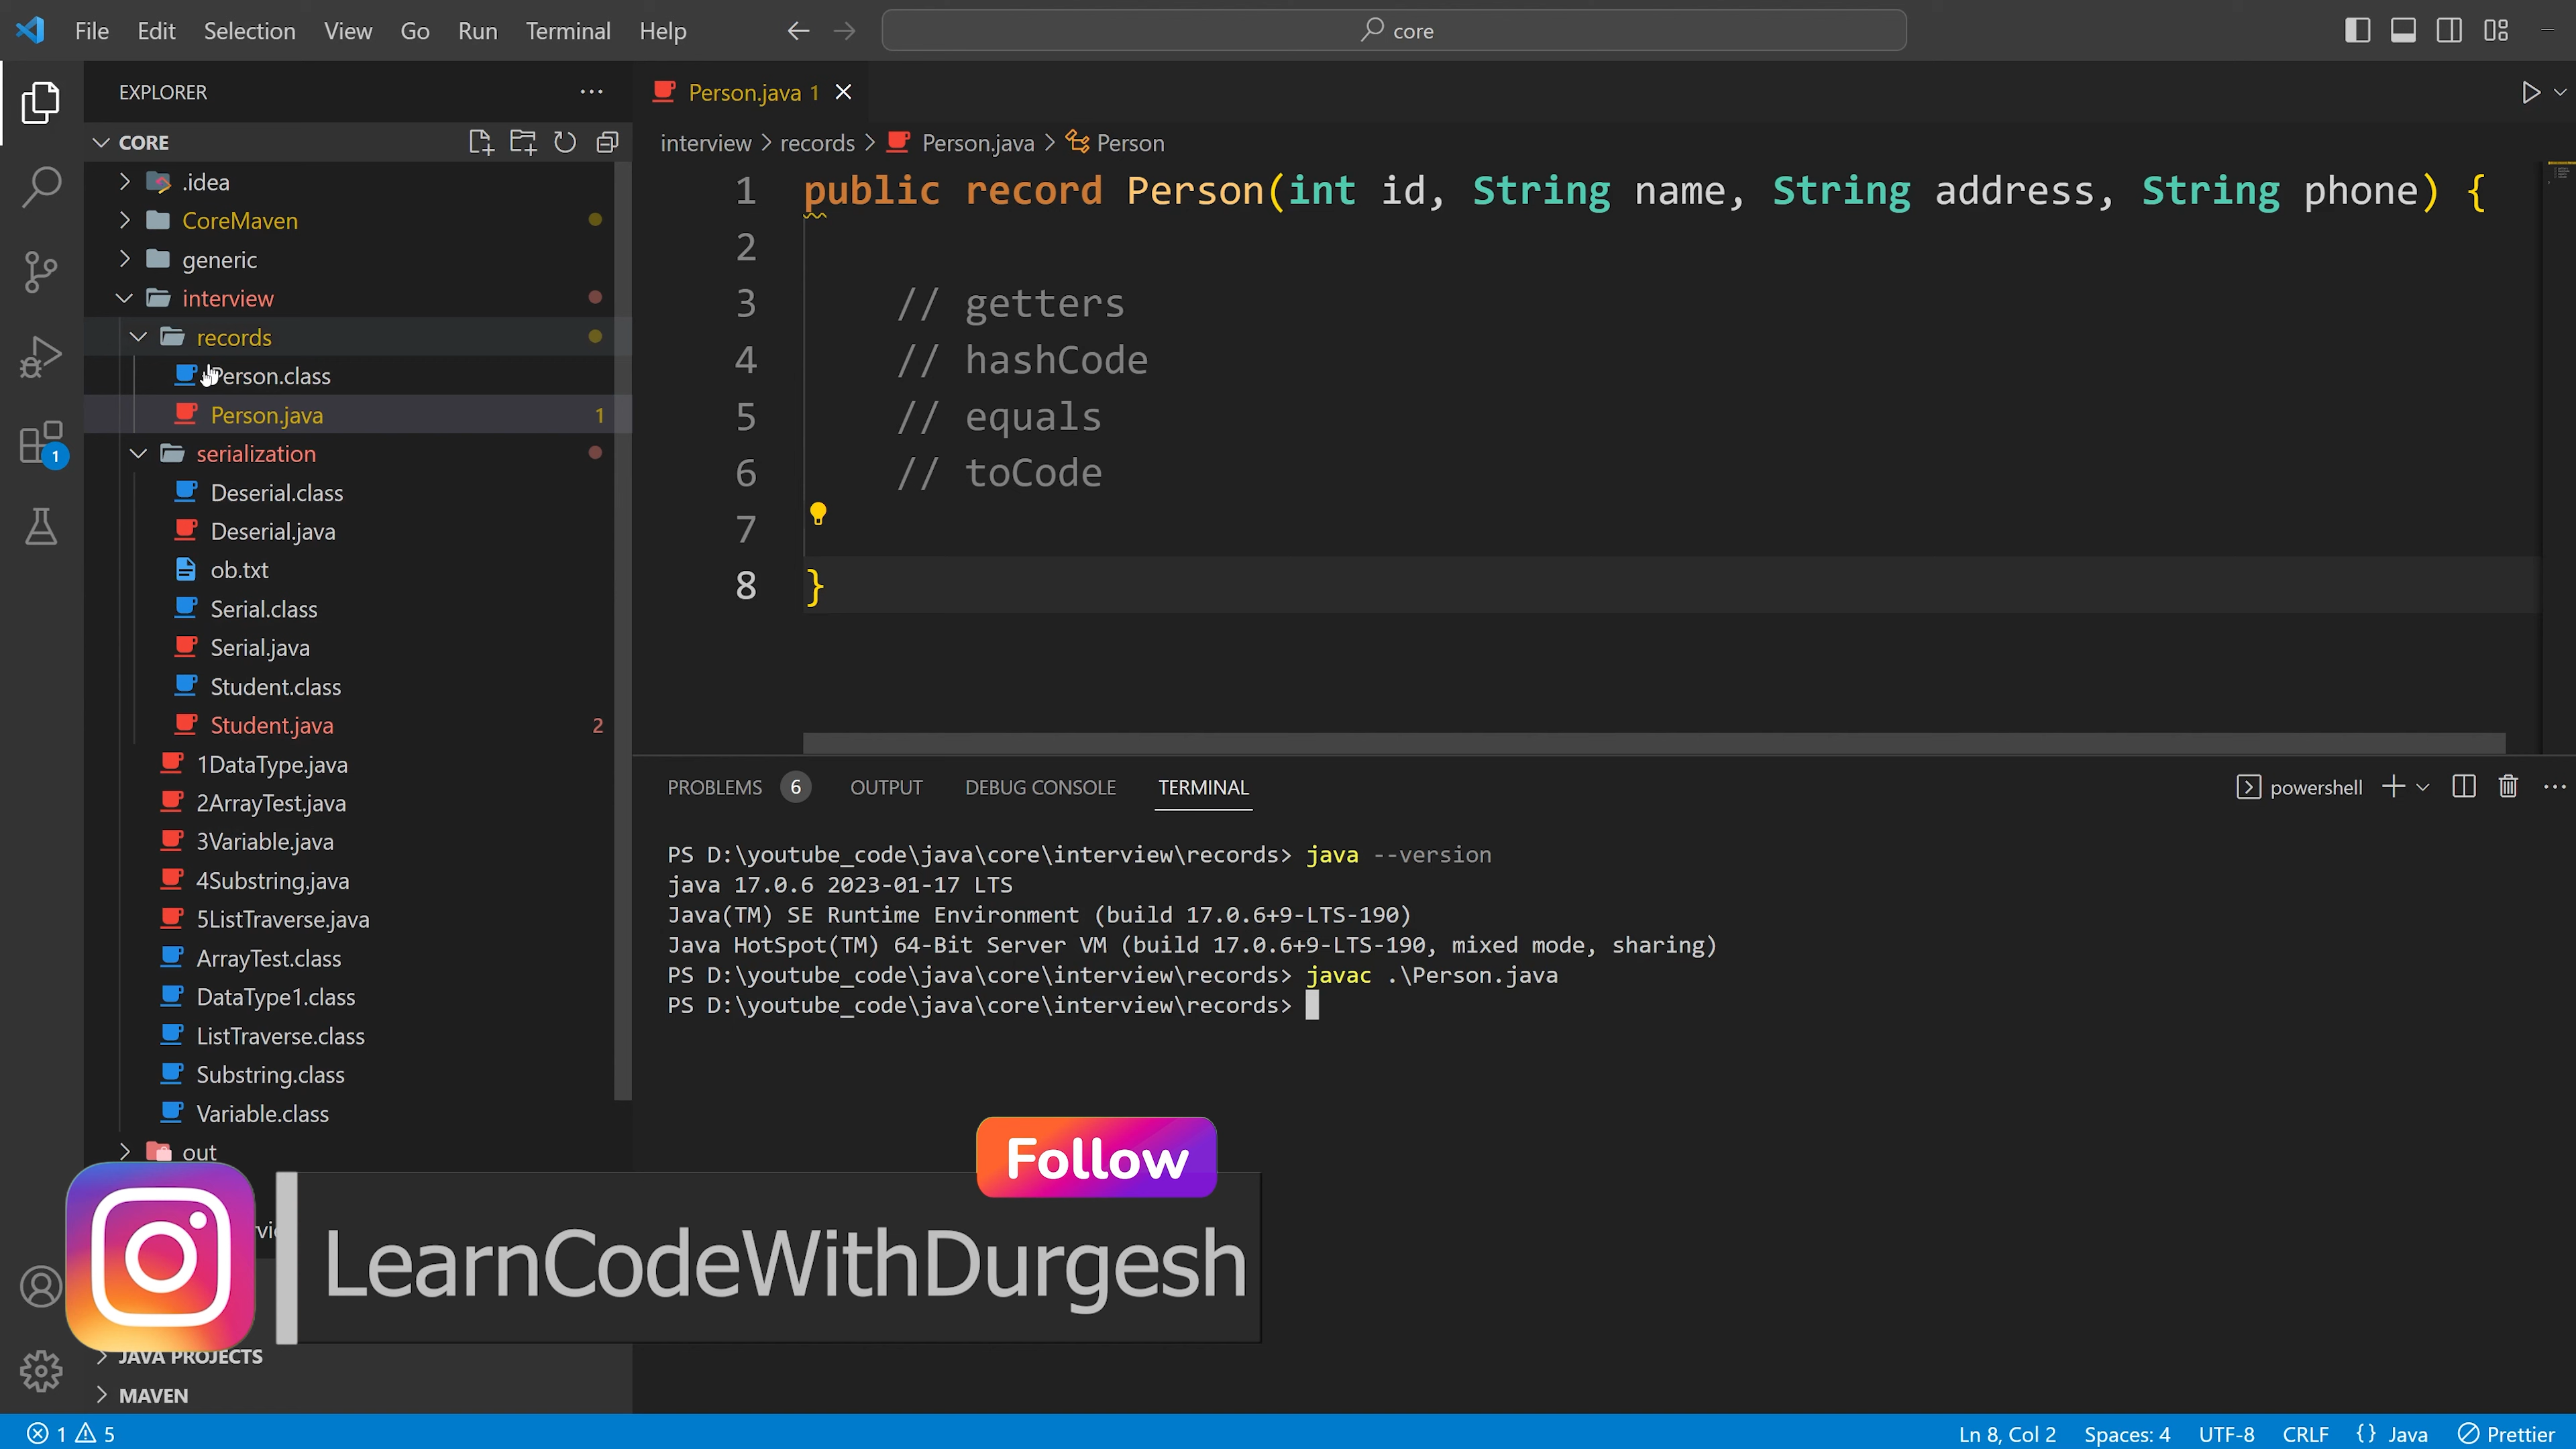 File Edit Selection View Go Run Terminal Help
core
EXPLORER
CORE
.idea
CoreMaven
generic
interview
records
Person.class
Person.java 1
serialization
Deserial.class
Deserial.java
ob.txt
Serial.class
Serial.java
Student.class
Student.java 2
1DataType.java
2ArrayTest.java
3Variable.java
4Substring.java
5ListTraverse.java
ArrayTest.class
DataType1.class
ListTraverse.class
Substring.class
Variable.class
out
JAVA PROJECTS
MAVEN
1
Person.java 1
interview > records > Person.java > Person
1 public record Person(int id, String name, String address, String phone) {
2
3 // getters
4 // hashCode
5 // equals
6 // toCode
7
8 }
PROBLEMS 6 OUTPUT DEBUG CONSOLE TERMINAL
powershell
PS D:\youtube_code\java\core\interview\records> java --version
java 17.0.6 2023-01-17 LTS
Java(TM) SE Runtime Environment (build 17.0.6+9-LTS-190)
Java HotSpot(TM) 64-Bit Server VM (build 17.0.6+9-LTS-190, mixed mode, sharing)
PS D:\youtube_code\java\core\interview\records> javac .\Person.java
PS D:\youtube_code\java\core\interview\records>
Follow
LearnCodeWithDurgesh
1 5
Ln 8, Col 2 Spaces: 4 UTF-8 CRLF {} Java Prettier